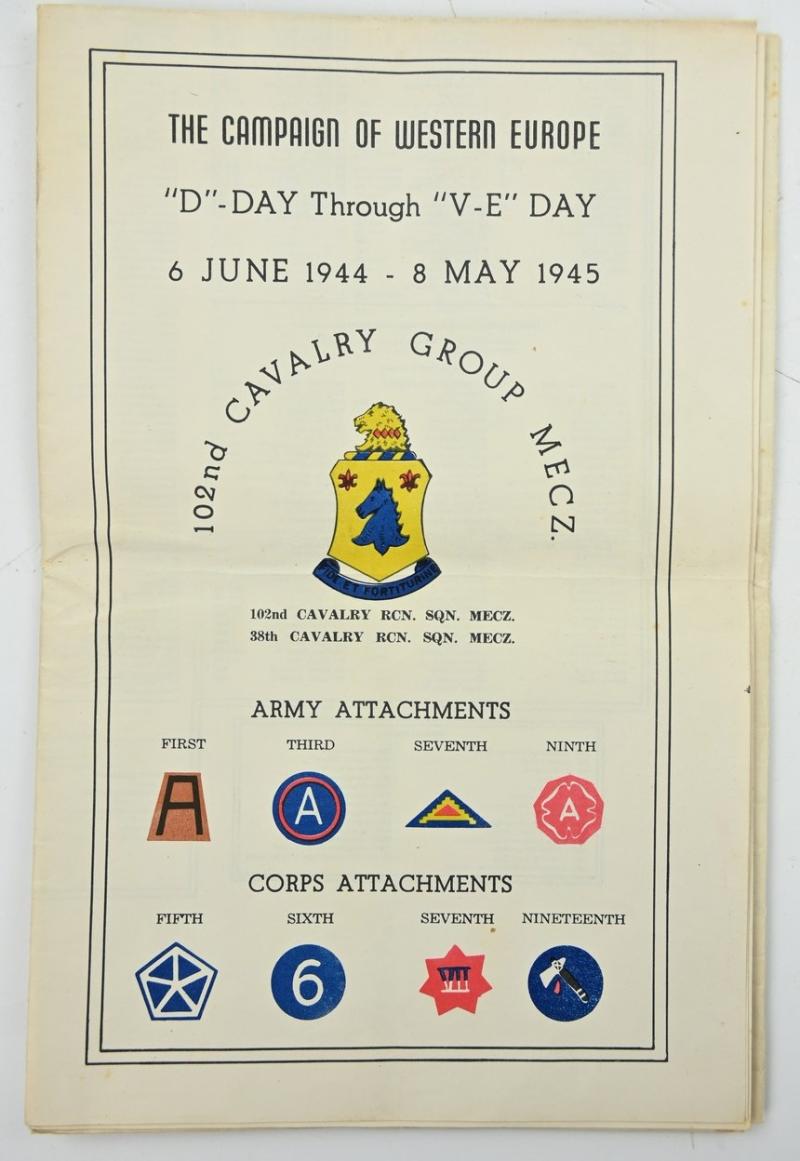 THE CAMPAIGN OF WESTERN EUROPE
"D"-DAY Through "V-E" DAY
6 JUNE 1944 - 8 MAY 1945
102nd CAVALRY GROUP MECZ.
FIDE ET FORTITUDINE
102nd CAVALRY RCN. SQN. MECZ.
38th CAVALRY RCN. SQN. MECZ.
ARMY ATTACHMENTS
FIRST THIRD SEVENTH NINTH
A A A
CORPS ATTACHMENTS
FIFTH SIXTH SEVENTH NINETEENTH
6 VII